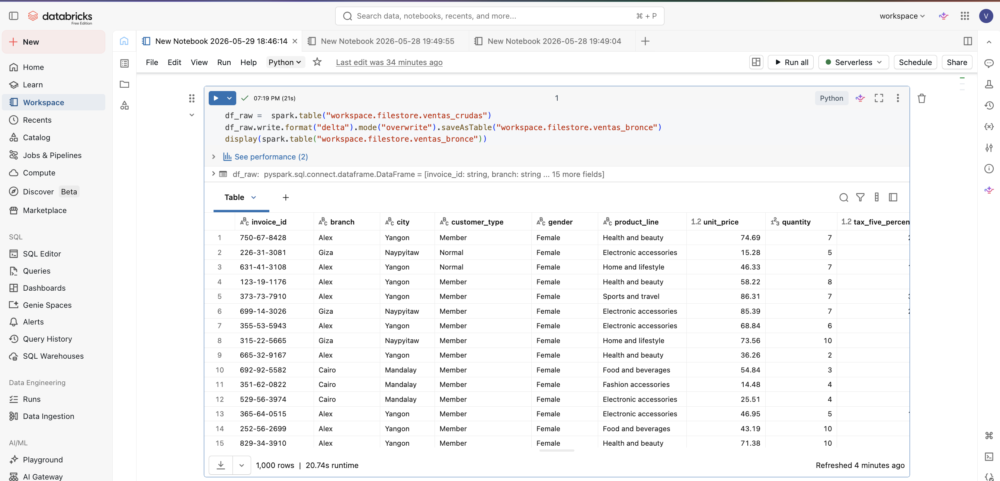 databricks
Free Edition
Search data, notebooks, recents, and more...
⌘ + P
workspace
V
New
New Notebook 2026-05-29 18:46:14
New Notebook 2026-05-28 19:49:55
New Notebook 2026-05-28 19:49:04
File Edit View Run Help Python Last edit was 34 minutes ago
Run all Serverless Schedule Share
Home
Learn
Workspace
Recents
Catalog
Jobs & Pipelines
Compute
Discover Beta
Marketplace
SQL
SQL Editor
Queries
Dashboards
Genie Spaces
Alerts
Query History
SQL Warehouses
Data Engineering
Runs
Data Ingestion
AI/ML
Playground
AI Gateway
07:19 PM (21s)
1
Python
df_raw =  spark.table("workspace.filestore.ventas_crudas")
df_raw.write.format("delta").mode("overwrite").saveAsTable("workspace.filestore.ventas_bronce")
display(spark.table("workspace.filestore.ventas_bronce"))
See performance (2)
df_raw: pyspark.sql.connect.dataframe.DataFrame = [invoice_id: string, branch: string ... 15 more fields]
Table
invoice_id branch city customer_type gender product_line 1.2 unit_price quantity 1.2 tax_five_percen
1 750-67-8428 Alex Yangon Member Female Health and beauty 74.69 7
2 226-31-3081 Giza Naypyitaw Normal Female Electronic accessories 15.28 5
3 631-41-3108 Alex Yangon Normal Female Home and lifestyle 46.33 7
4 123-19-1176 Alex Yangon Member Female Health and beauty 58.22 8
5 373-73-7910 Alex Yangon Member Female Sports and travel 86.31 7
6 699-14-3026 Giza Naypyitaw Member Female Electronic accessories 85.39 7
7 355-53-5943 Alex Yangon Member Female Electronic accessories 68.84 6
8 315-22-5665 Giza Naypyitaw Member Female Home and lifestyle 73.56 10
9 665-32-9167 Alex Yangon Member Female Health and beauty 36.26 2
10 692-92-5582 Cairo Mandalay Member Female Food and beverages 54.84 3
11 351-62-0822 Cairo Mandalay Member Female Fashion accessories 14.48 4
12 529-56-3974 Cairo Mandalay Member Female Electronic accessories 25.51 4
13 365-64-0515 Alex Yangon Member Female Electronic accessories 46.95 5
14 252-56-2699 Alex Yangon Member Female Food and beverages 43.19 10
15 829-34-3910 Alex Yangon Member Female Health and beauty 71.38 10
1,000 rows | 20.74s runtime
Refreshed 4 minutes ago